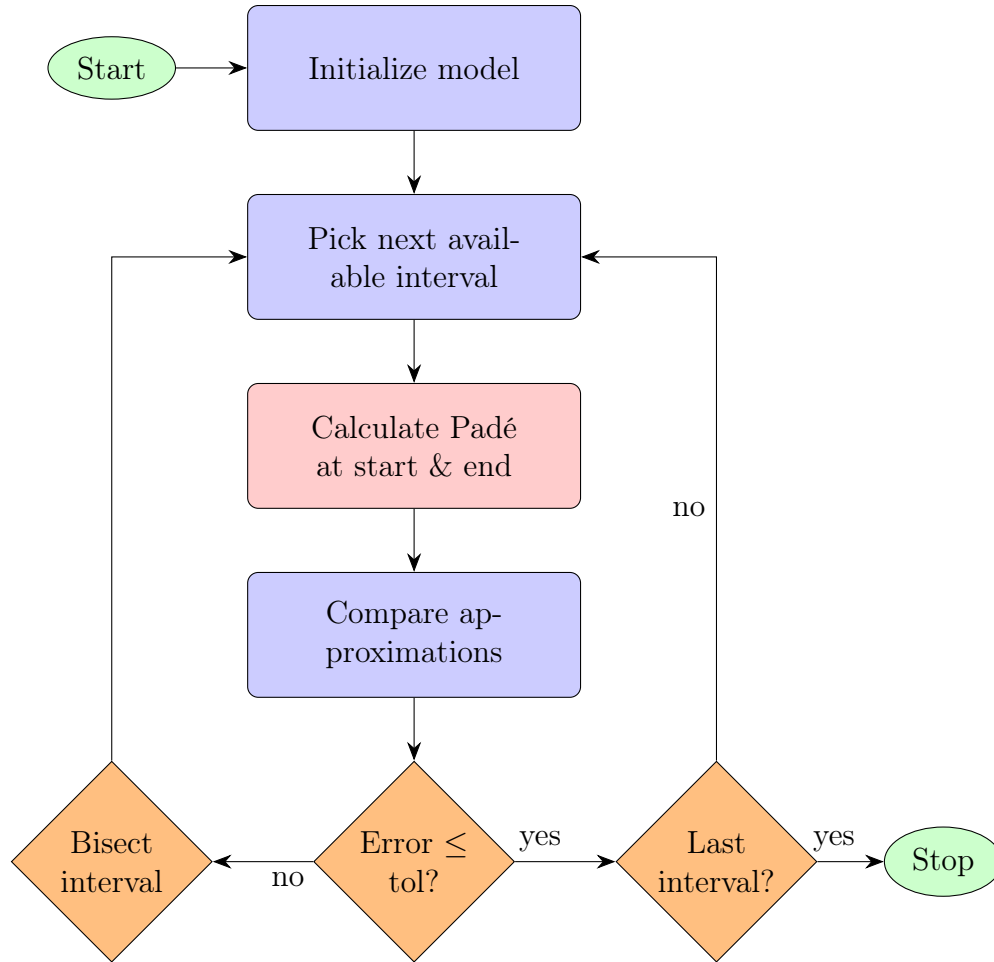 Start
Initialize model
Pick next avail-
able interval
Calculate Padé
at start & end
no
Compare ap-
proximations
Bisect
interval
no
Error ≤
tol?
yes
Last
interval?
yes
Stop